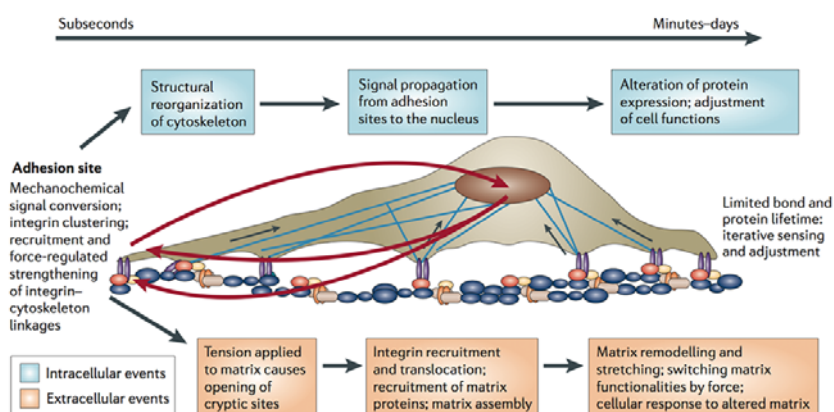 Subseconds
Minutes–days
Structural
reorganization
of cytoskeleton
Signal propagation
from adhesion
sites to the nucleus
Alteration of protein
expression; adjustment
of cell functions
Adhesion site
Mechanochemical
signal conversion;
integrin clustering;
recruitment and
force-regulated
strengthening
of integrin–
cytoskeleton
linkages
Limited bond and
protein lifetime:
iterative sensing
and adjustment
Intracellular events
Extracellular events
Tension applied
to matrix causes
opening of
cryptic sites
Integrin recruitment
and translocation;
recruitment of matrix
proteins; matrix assembly
Matrix remodelling and
stretching; switching matrix
functionalities by force;
cellular response to altered matrix